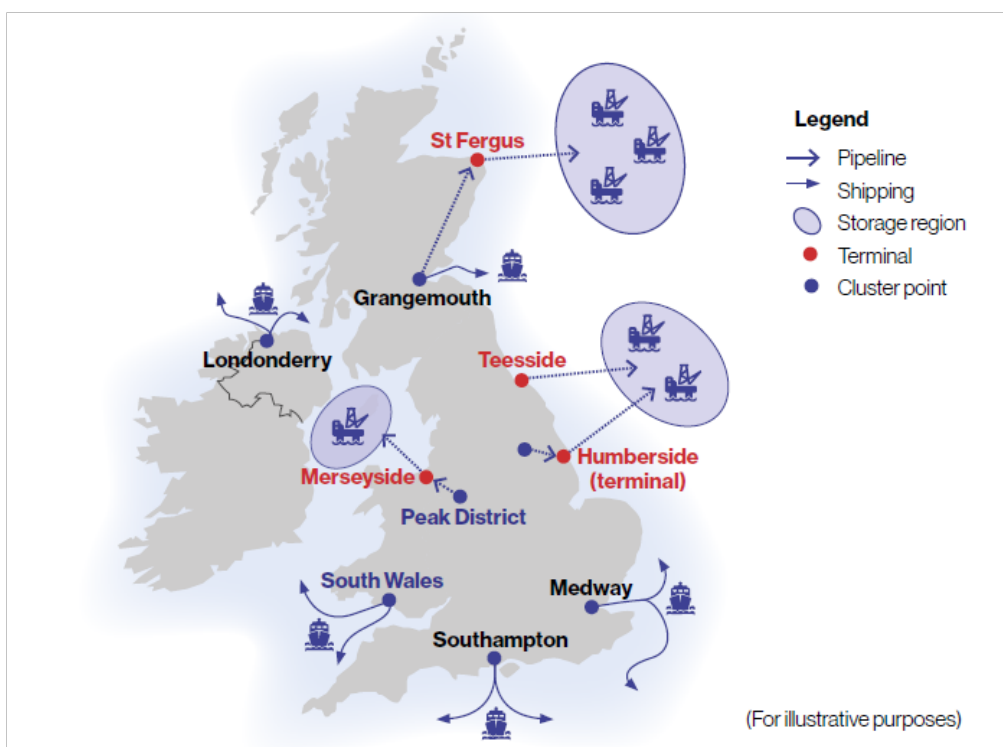 St Fergus
Grangemouth
Londonderry
Teesside
Humberside
(terminal)
Merseyside
Peak District
South Wales
Medway
Southampton
Legend
Pipeline
Shipping
Storage region
Terminal
Cluster point
(For illustrative purposes)